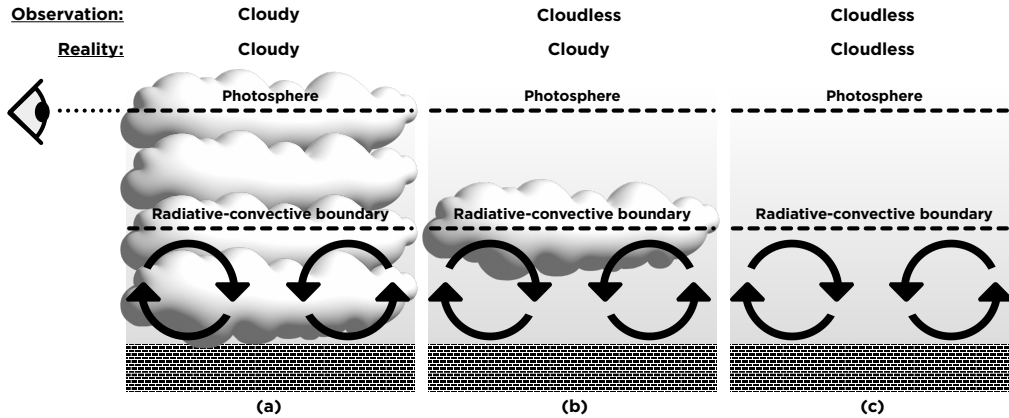 Observation: Cloudy Cloudless Cloudless
Reality: Cloudy Cloudy Cloudless
Photosphere Photosphere Photosphere
Radiative-convective boundary Radiative-convective boundary Radiative-convective boundary
(a) (b) (c)